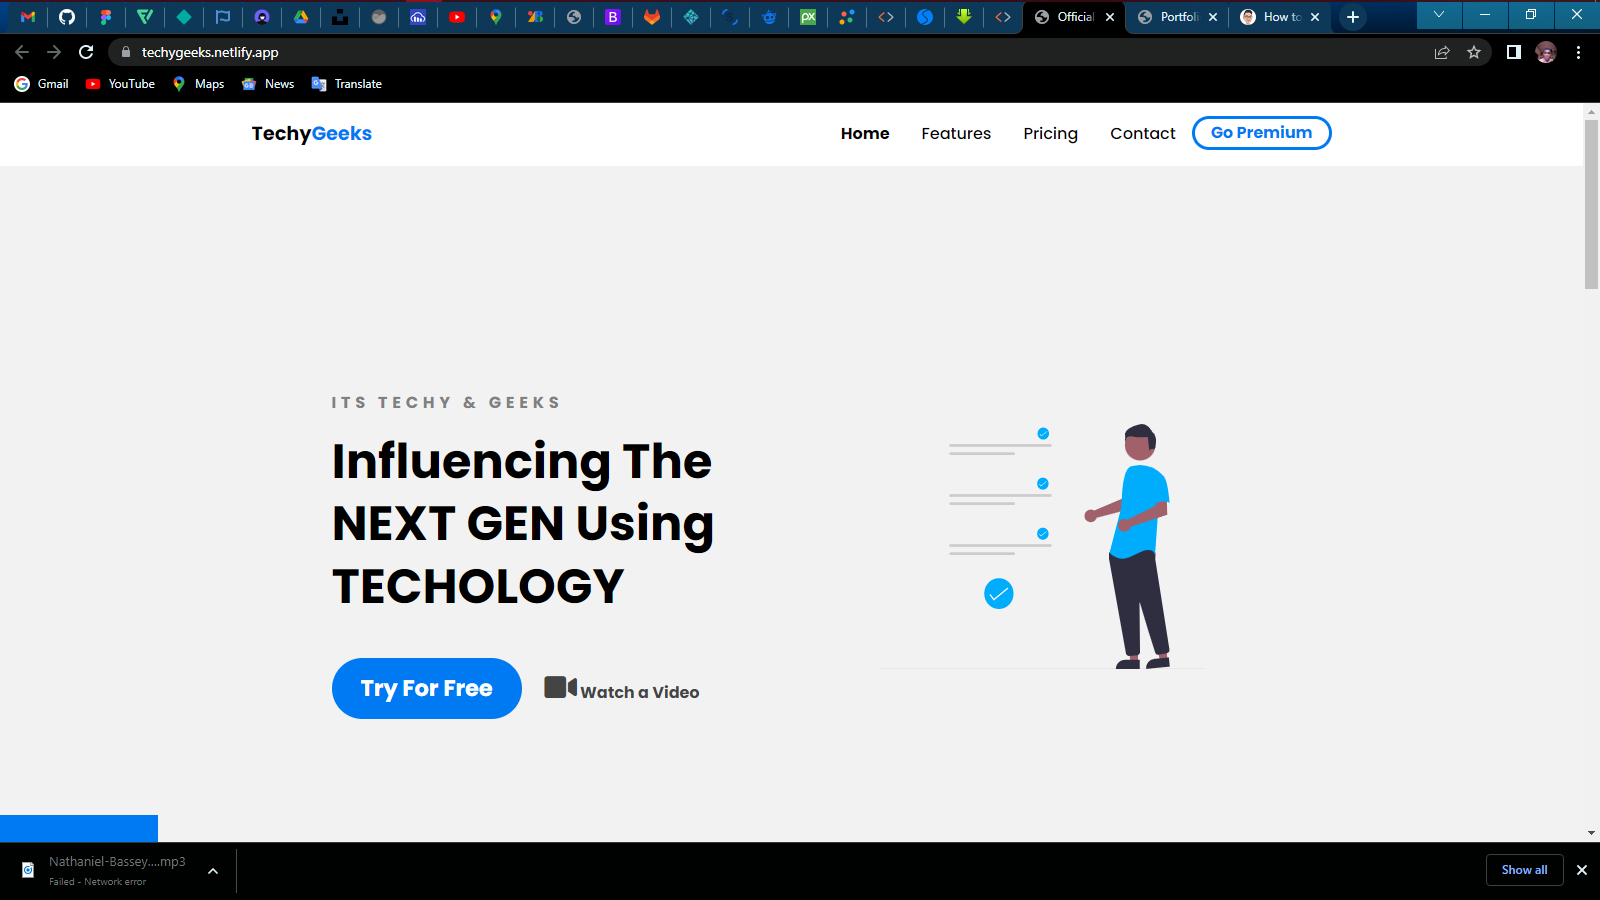 Official
Portfoli
How to
techygeeks.netlify.app
Gmail
YouTube
Maps
News
Translate
TechyGeeks
Home
Features
Pricing
Contact
Go Premium
ITS TECHY & GEEKS
Influencing The
NEXT GEN Using
TECHOLOGY
Try For Free
Watch a Video
Nathaniel-Bassey....mp3
Failed - Network error
Show all